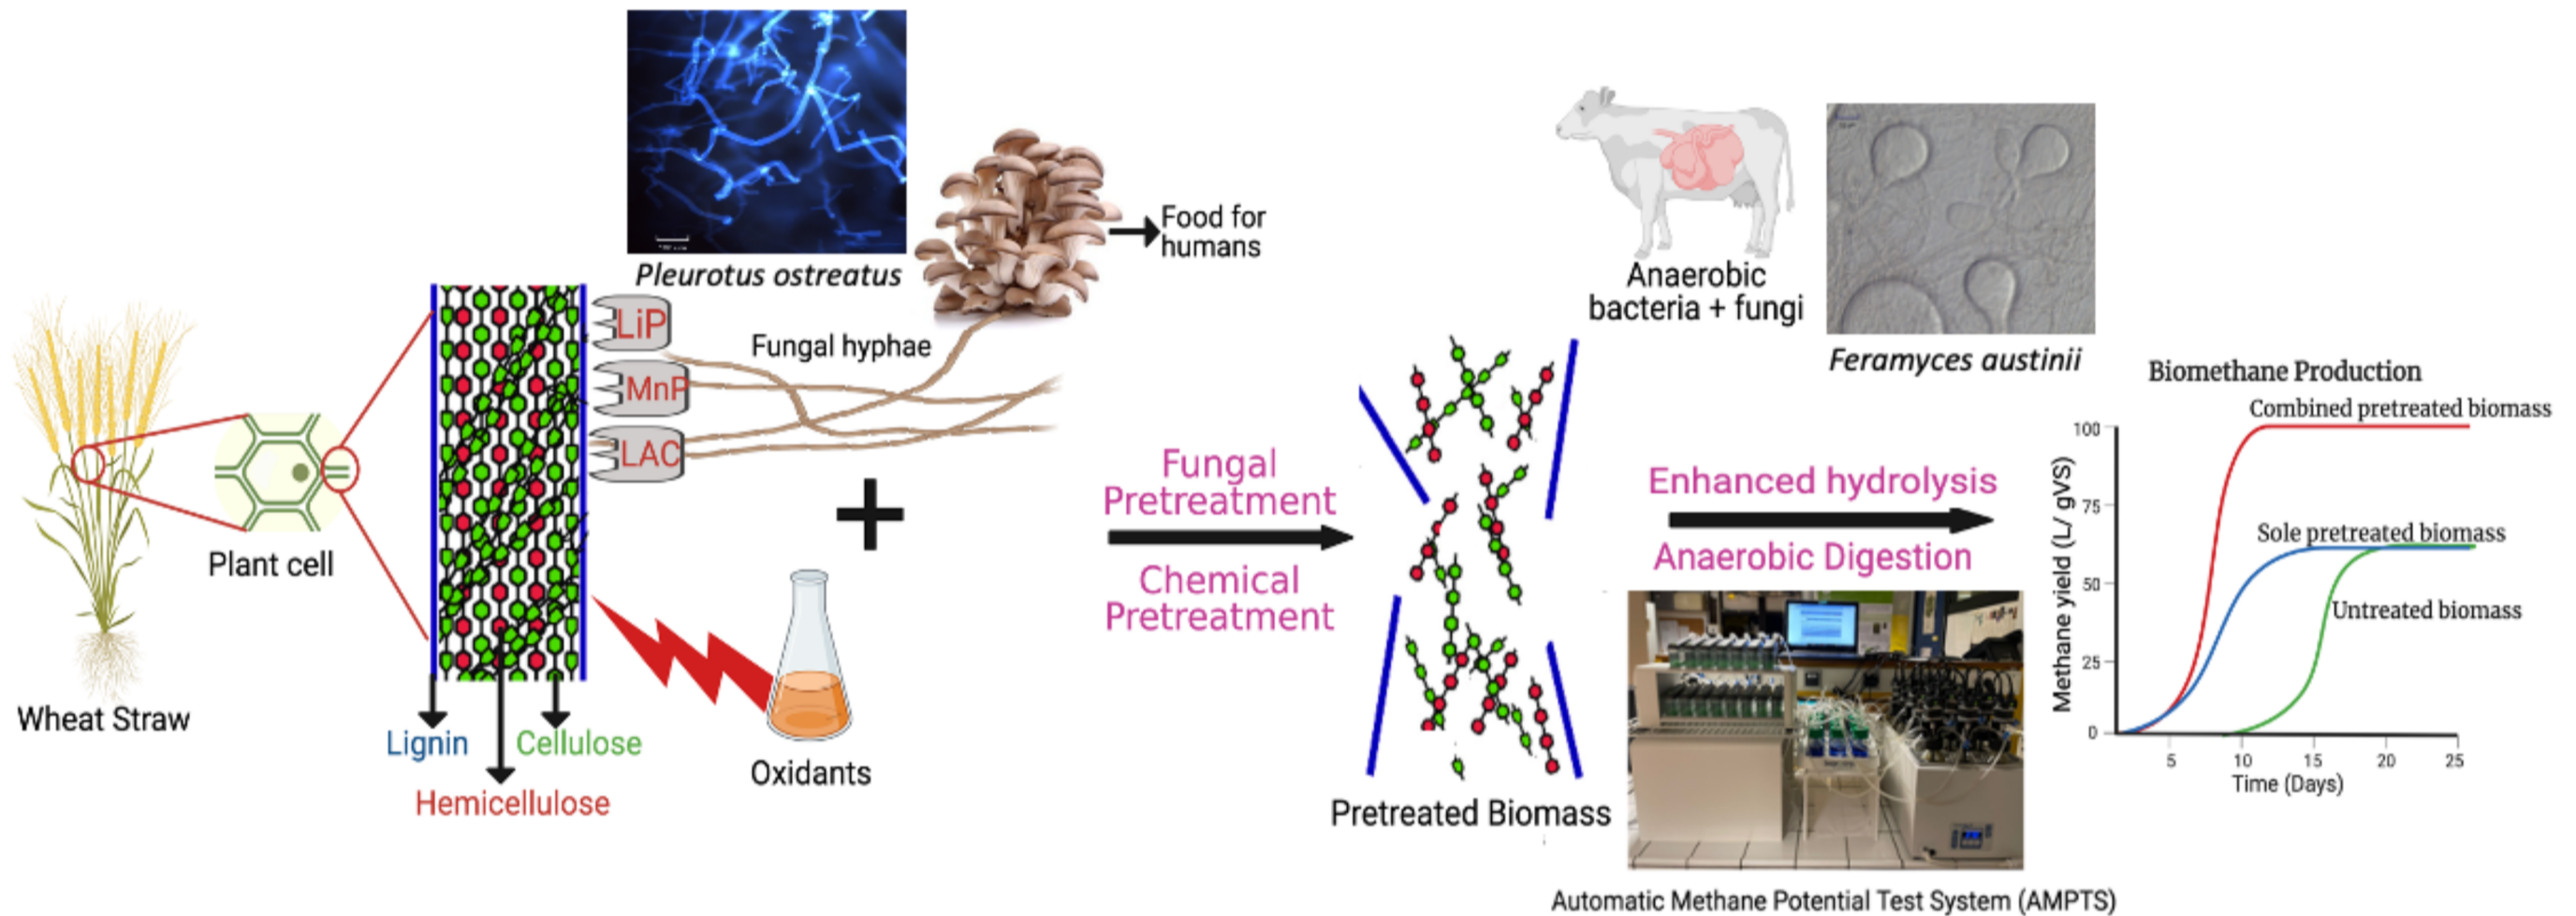 Pleurotus ostreatus
Food for
humans
LiP
MnP
LAC
Fungal hyphae
Plant cell
Wheat Straw
Lignin
Cellulose
Hemicellulose
Oxidants
Fungal
Pretreatment
Chemical
Pretreatment
Pretreated Biomass
Anaerobic
bacteria + fungi
Feramyces austinii
Enhanced hydrolysis
Anaerobic Digestion
Automatic Methane Potential Test System (AMPTS)
Biomethane Production
Combined pretreated biomass
Sole pretreated biomass
Untreated biomass
Methane yield (L/ gVS)
100
75
50
25
0
5 10 15 20 25
Time (Days)